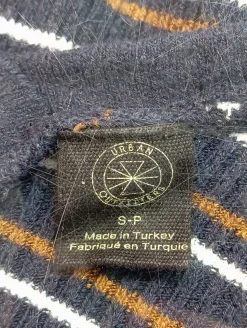 URBAN
OUTFITTERS
S-P
Made in Turkey
Fabriqué en Turquie